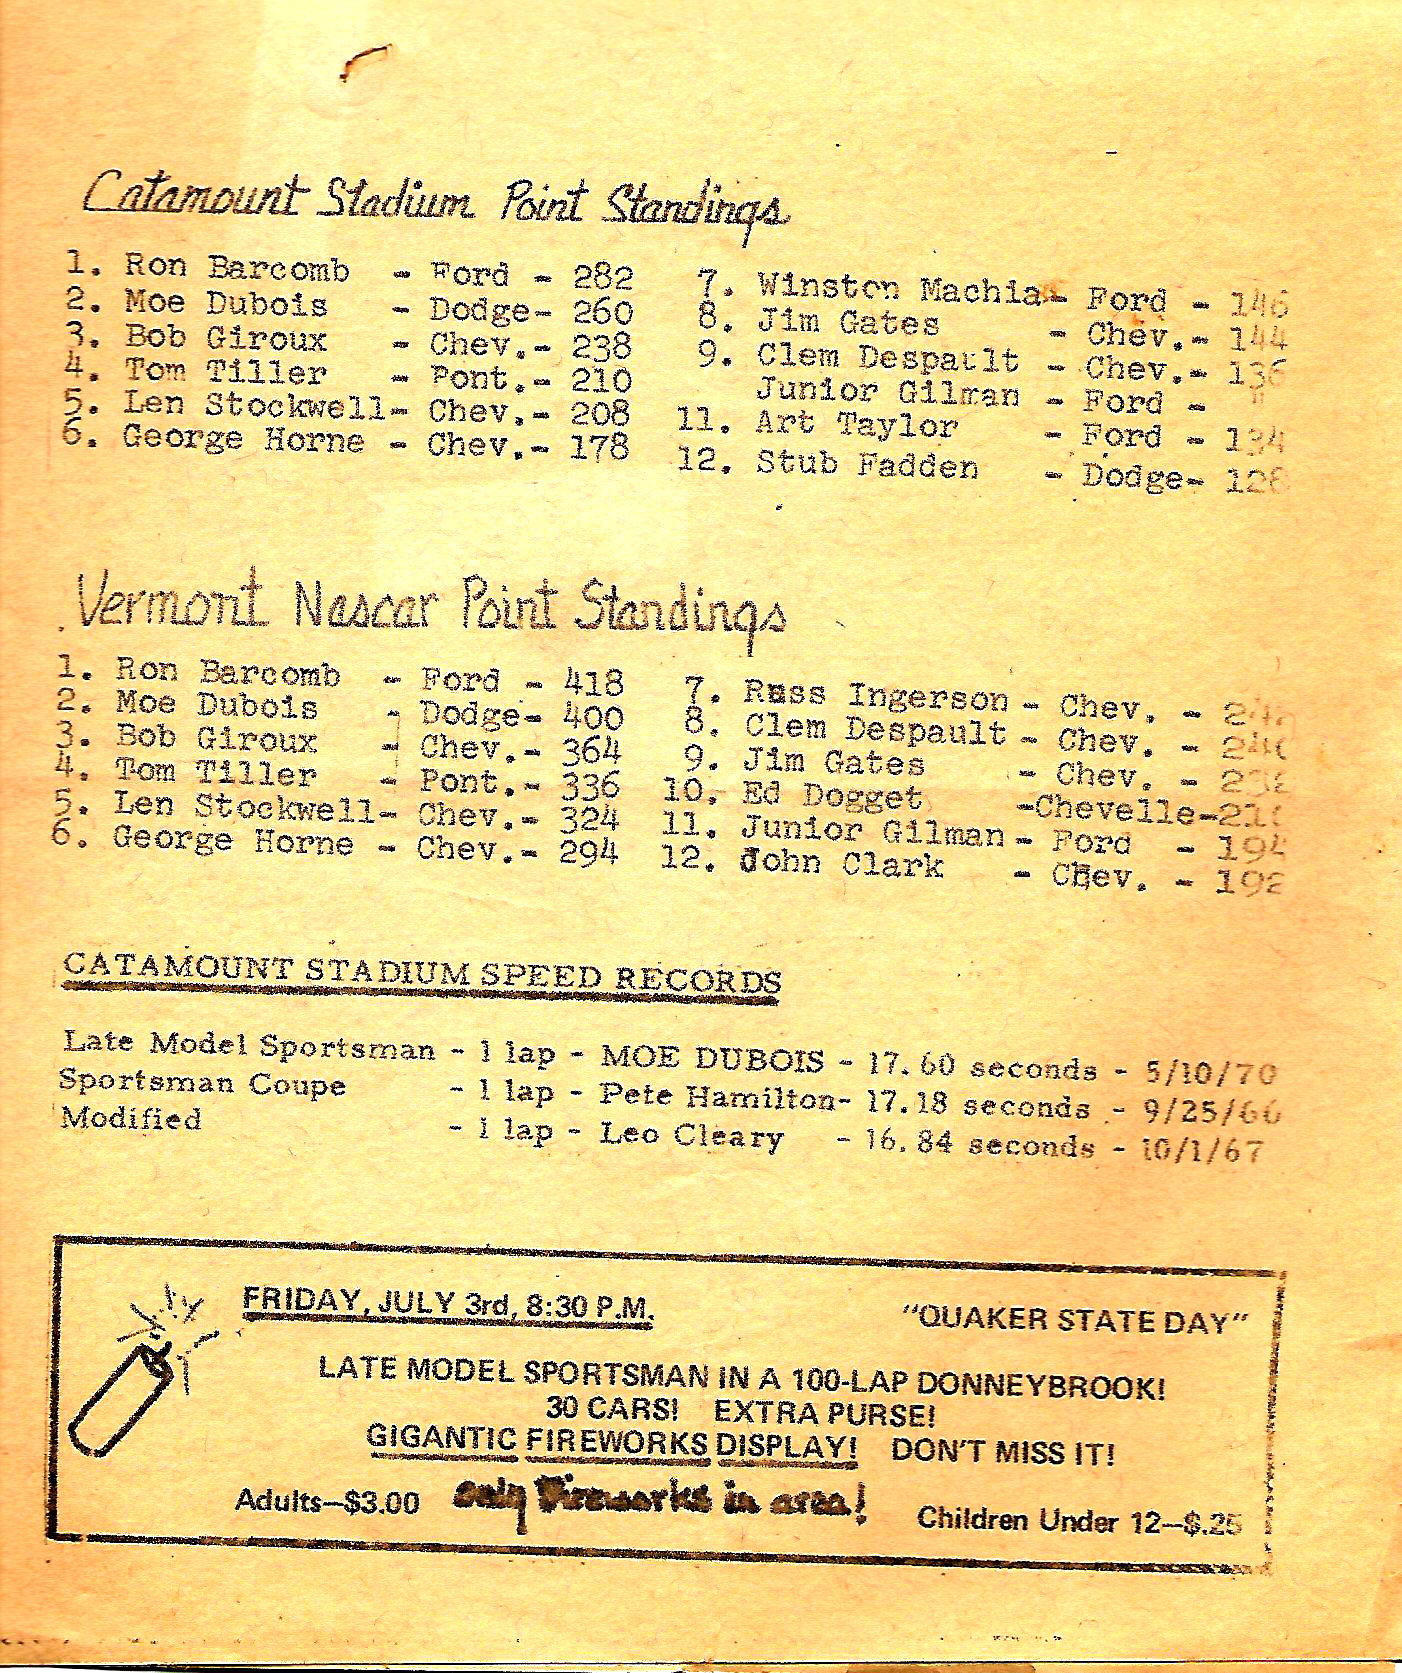 Catamount Stadium Point Standings
1. Ron Barcomb - Ford - 282
2. Moe Dubois - Dodge- 260
3. Bob Giroux - Chev.- 238
4. Tom Tiller - Pont.- 210
5. Len Stockwell- Chev.- 208
6. George Horne - Chev.- 178
7. Winston Machia- Ford - 146
8. Jim Gates - Chev.- 144
9. Clem Despault - Chev.- 136
Junior Gilman - Ford - "
11. Art Taylor - Ford - 134
12. Stub Fadden - Dodge-
Vermont Nascar Point Standings
1. Ron Barcomb - Ford - 418
2. Moe Dubois - Dodge- 400
3. Bob Giroux - Chev.- 364
4. Tom Tiller - Pont.- 336
5. Len Stockwell- Chev.- 324
6. George Horne - Chev.- 294
7. Russ Ingerson - Chev. -
8. Clem Despault - Chev. -
9. Jim Gates - Chev. -
10. Ed Dogget -Chevelle-
11. Junior Gilman - Ford - 194
12. John Clark - Chev. - 192
CATAMOUNT STADIUM SPEED RECORDS
Late Model Sportsman - 1 lap - MOE DUBOIS - 17.60 seconds - 5/10/70
Sportsman Coupe - 1 lap - Pete Hamilton- 17.18 seconds - 9/25/66
Modified - 1 lap - Leo Cleary - 16.84 seconds - 10/1/67
FRIDAY, JULY 3rd, 8:30 P.M. "QUAKER STATE DAY"
LATE MODEL SPORTSMAN IN A 100-LAP DONNEYBROOK!
30 CARS! EXTRA PURSE!
GIGANTIC FIREWORKS DISPLAY! DON'T MISS IT!
Adults—$3.00 only Fireworks in area! Children Under 12—$.25